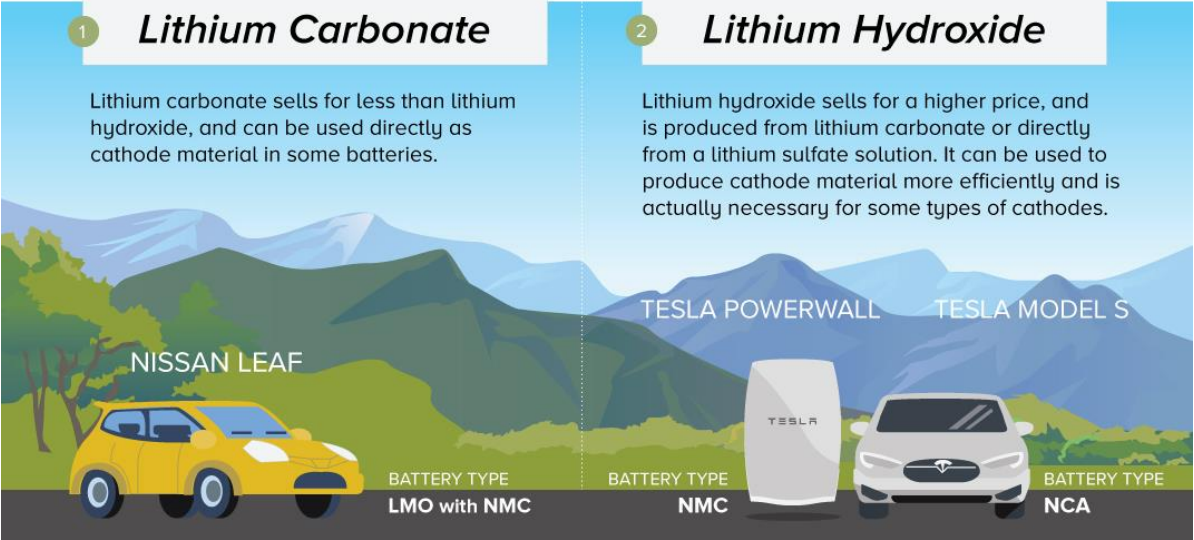 1
Lithium Carbonate
Lithium carbonate sells for less than lithium
hydroxide, and can be used directly as
cathode material in some batteries.
NISSAN LEAF
BATTERY TYPE
LMO with NMC
2
Lithium Hydroxide
Lithium hydroxide sells for a higher price, and
is produced from lithium carbonate or directly
from a lithium sulfate solution. It can be used to
produce cathode material more efficiently and is
actually necessary for some types of cathodes.
TESLA POWERWALL
TESLA
BATTERY TYPE
NMC
TESLA MODEL S
BATTERY TYPE
NCA